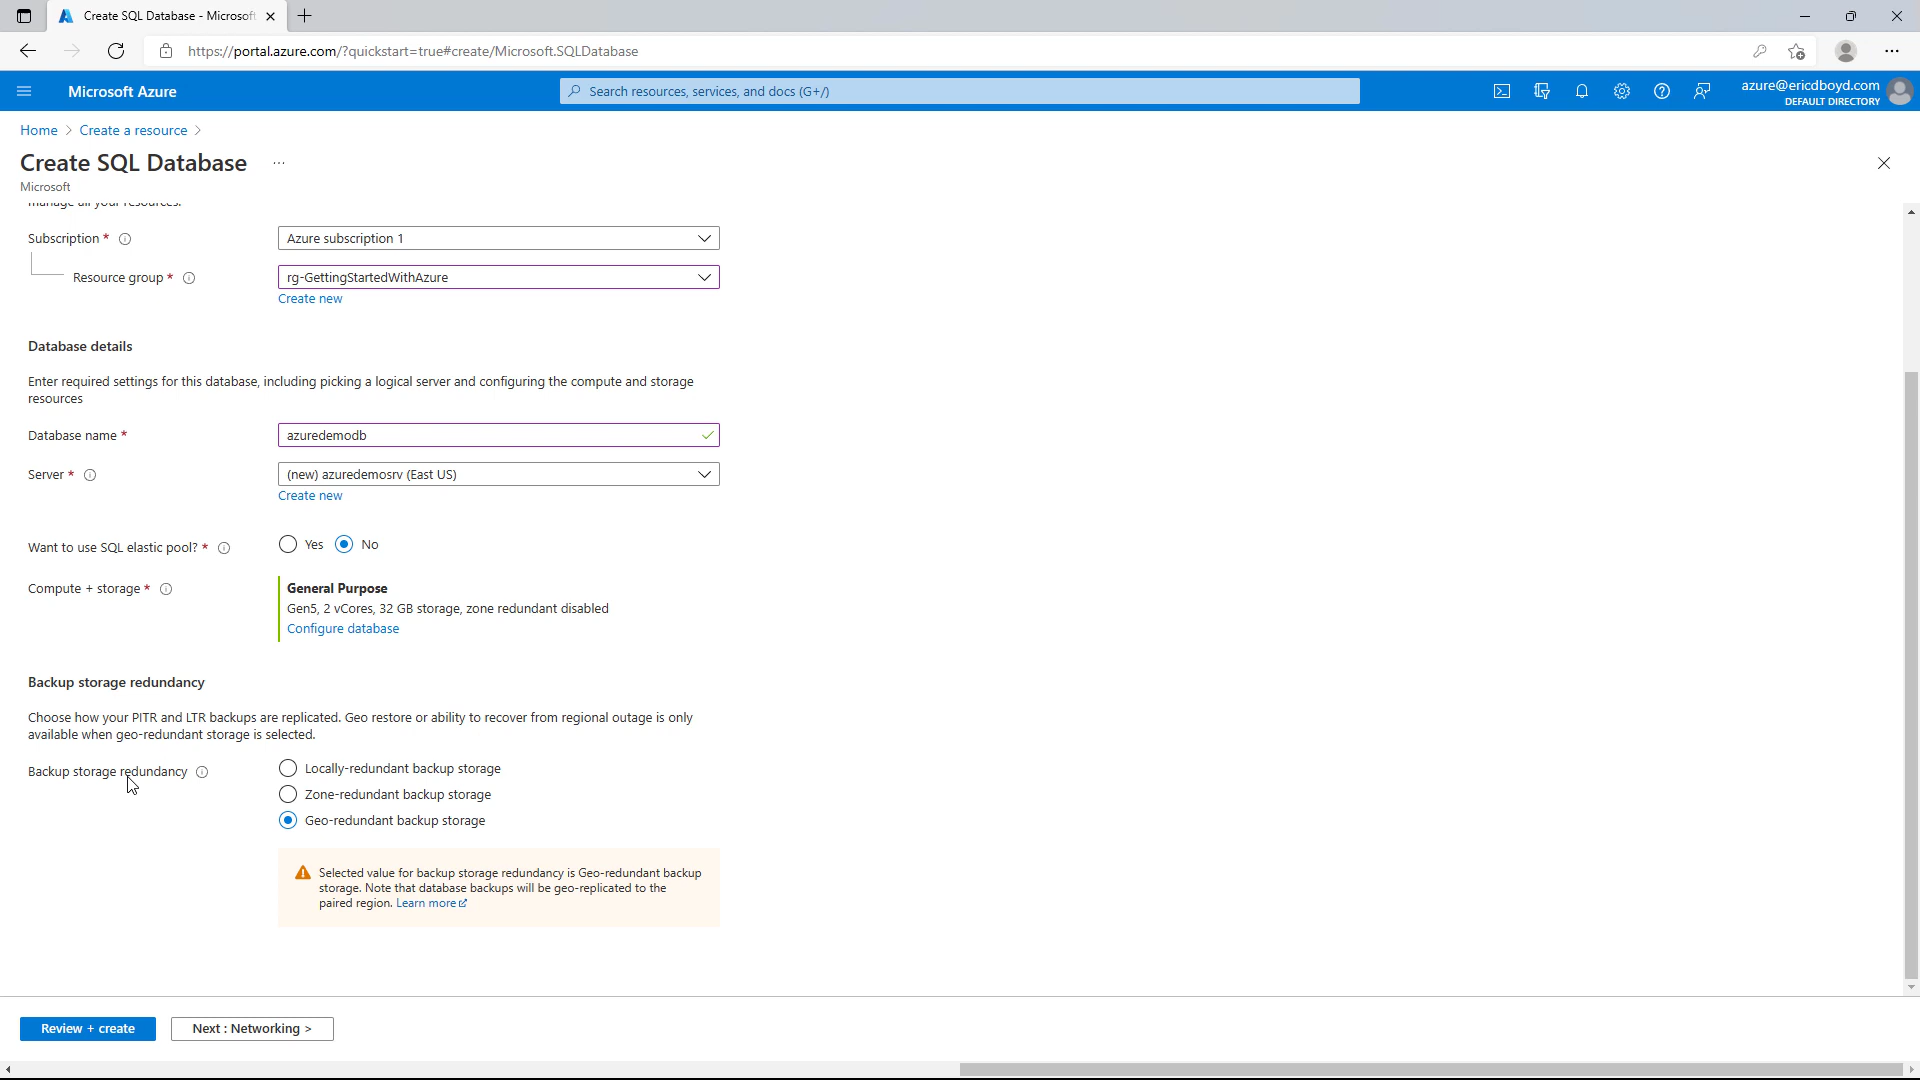 Create SQL Database - Microsoft
https://portal.azure.com/?quickstart=true#create/Microsoft.SQLDatabase
Microsoft Azure
Search resources, services, and docs (G+/)
azure@ericdboyd.com
DEFAULT DIRECTORY
Home > Create a resource >
Create SQL Database ...
Microsoft
manage all your resources.
Subscription *
Azure subscription 1
Resource group *
rg-GettingStartedWithAzure
Create new
Database details
Enter required settings for this database, including picking a logical server and configuring the compute and storage
resources
Database name *
azuredemodb
Server *
(new) azuredemosrv (East US)
Create new
Want to use SQL elastic pool? *
Yes No
Compute + storage *
General Purpose
Gen5, 2 vCores, 32 GB storage, zone redundant disabled
Configure database
Backup storage redundancy
Choose how your PITR and LTR backups are replicated. Geo restore or ability to recover from regional outage is only
available when geo-redundant storage is selected.
Backup storage redundancy
Locally-redundant backup storage
Zone-redundant backup storage
Geo-redundant backup storage
Selected value for backup storage redundancy is Geo-redundant backup
storage. Note that database backups will be geo-replicated to the
paired region. Learn more
Review + create
Next : Networking >